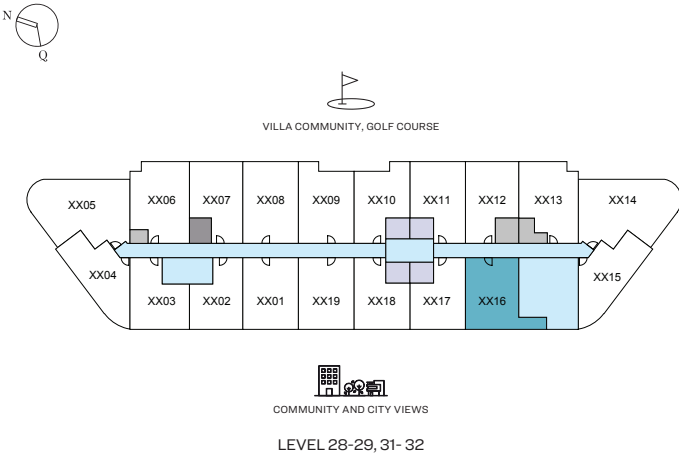 N
Q
VILLA COMMUNITY, GOLF COURSE
XX05
XX06
XX07
XX08
XX09
XX10
XX11
XX12
XX13
XX14
XX04
XX03
XX02
XX01
XX19
XX18
XX17
XX16
XX15
COMMUNITY AND CITY VIEWS
LEVEL 28-29, 31- 32